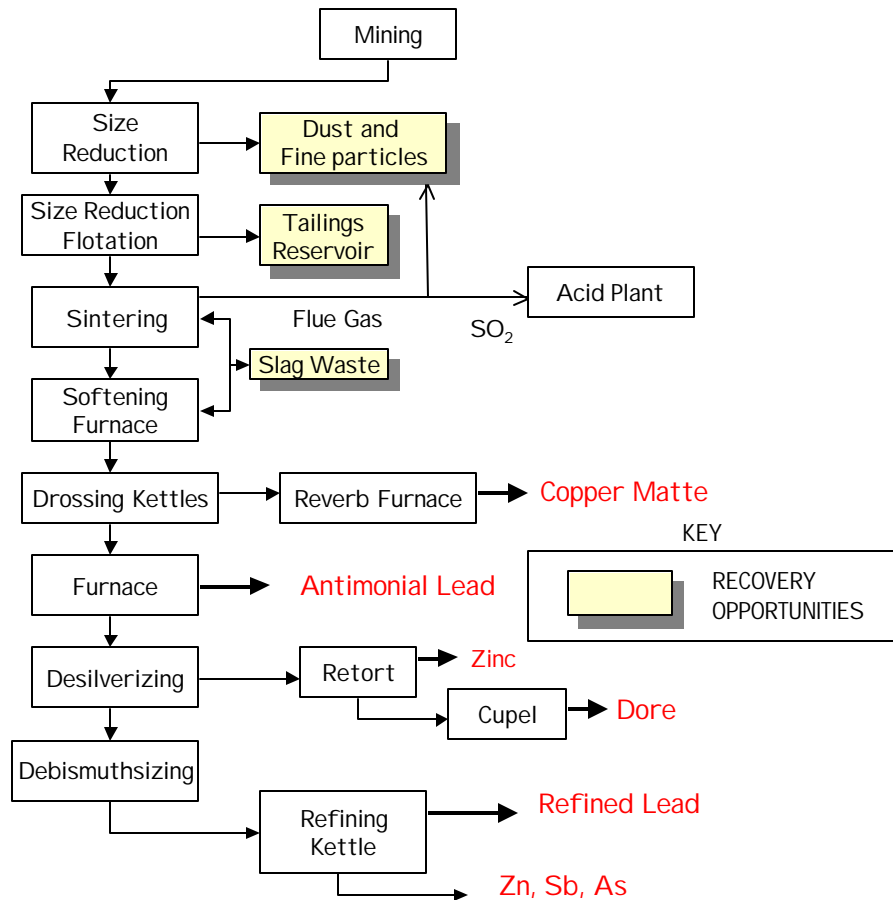 Mining
Size
Reduction
Dust and
Fine particles
Size Reduction
Flotation
Tailings
Reservoir
Sintering
Flue Gas
SO₂
Acid Plant
Slag Waste
Softening
Furnace
Drossing Kettles
Reverb Furnace
Copper Matte
KEY
RECOVERY
OPPORTUNITIES
Furnace
Antimonial Lead
Desilverizing
Retort
Zinc
Cupel
Dore
Debismuthsizing
Refining
Kettle
Refined Lead
Zn, Sb, As